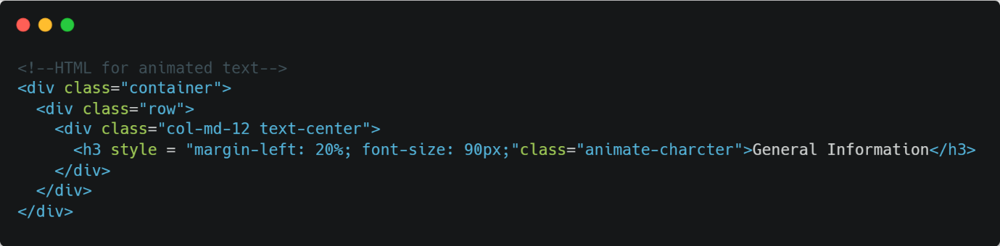 <!--HTML for animated text-->
<div class="container">
  <div class="row">
    <div class="col-md-12 text-center">
      <h3 style = "margin-left: 20%; font-size: 90px;"class="animate-charcter">General Information</h3>
    </div>
  </div>
</div>